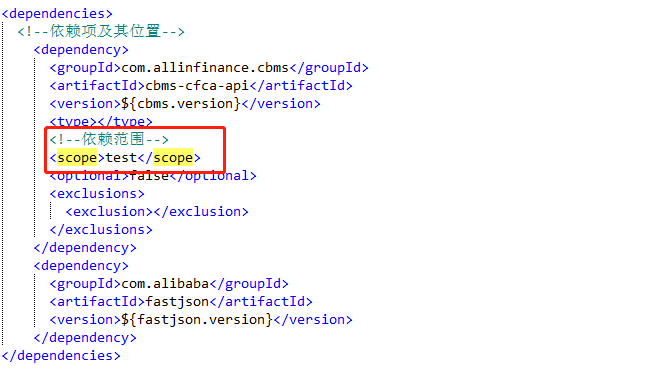 <dependencies>
<!--依赖项及其位置-->
<dependency>
<groupId>com.allinfinance.cbms</groupId>
<artifactId>cbms-cfca-api</artifactId>
<version>${cbms.version}</version>
<type></type>
<!--依赖范围-->
<scope>test</scope>
<optional>false</optional>
<exclusions>
<exclusion></exclusion>
</exclusions>
</dependency>
<dependency>
<groupId>com.alibaba</groupId>
<artifactId>fastjson</artifactId>
<version>${fastjson.version}</version>
</dependency>
</dependencies>